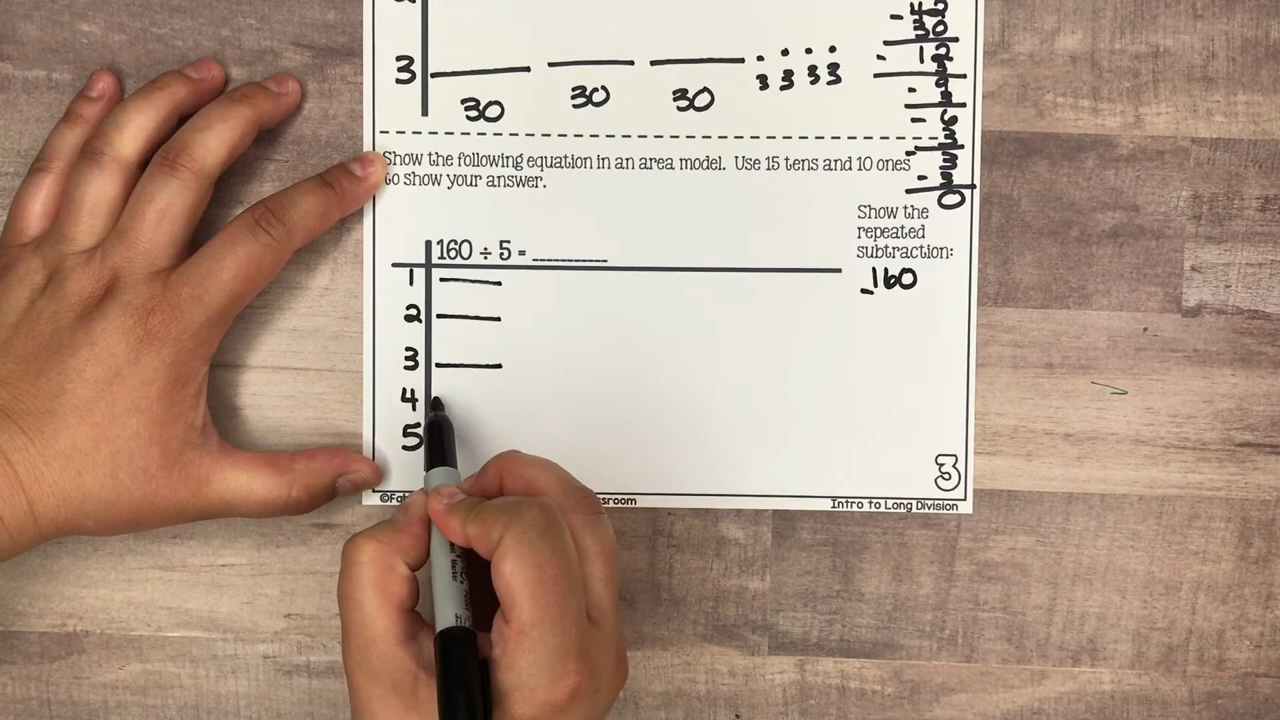 3
30 30 30 3 3 3 3
Show the following equation in an area model. Use 15 tens and 10 ones
to show your answer.
Show the
repeated
subtraction:
160 ÷ 5 = __________
-160
1
2
3
4
5
3
Intro to Long Division